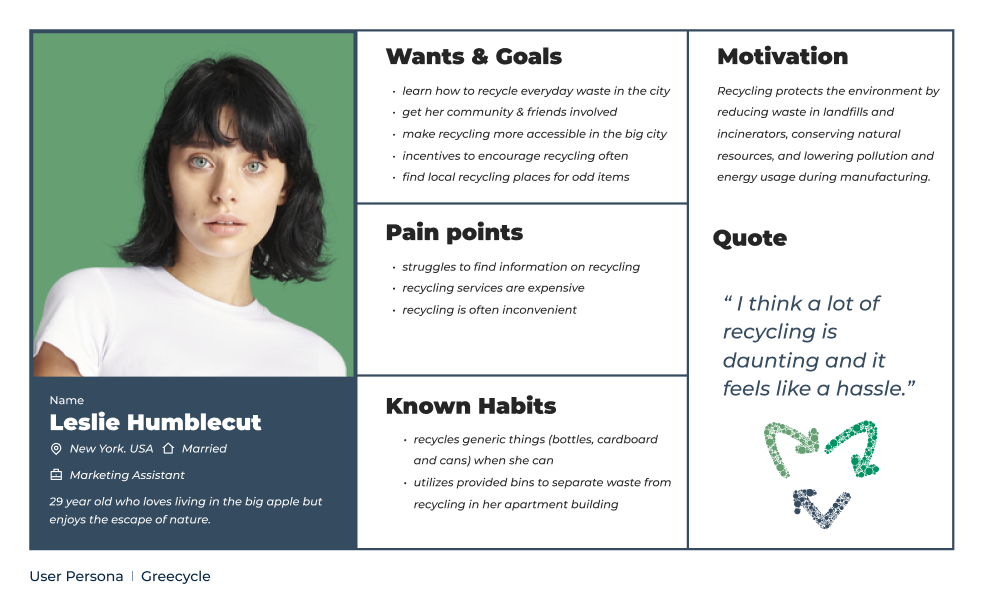 Name
Leslie Humblecut
New York. USA Married
Marketing Assistant
29 year old who loves living in the big apple but
enjoys the escape of nature.
Wants & Goals
• learn how to recycle everyday waste in the city
• get her community & friends involved
• make recycling more accessible in the big city
• incentives to encourage recycling often
• find local recycling places for odd items
Pain points
• struggles to find information on recycling
• recycling services are expensive
• recycling is often inconvenient
Known Habits
• recycles generic things (bottles, cardboard
and cans) when she can
• utilizes provided bins to separate waste from
recycling in her apartment building
Motivation
Recycling protects the environment by
reducing waste in landfills and
incinerators, conserving natural
resources, and lowering pollution and
energy usage during manufacturing.
Quote
“ I think a lot of
recycling is
daunting and it
feels like a hassle.”
User Persona | Greecycle